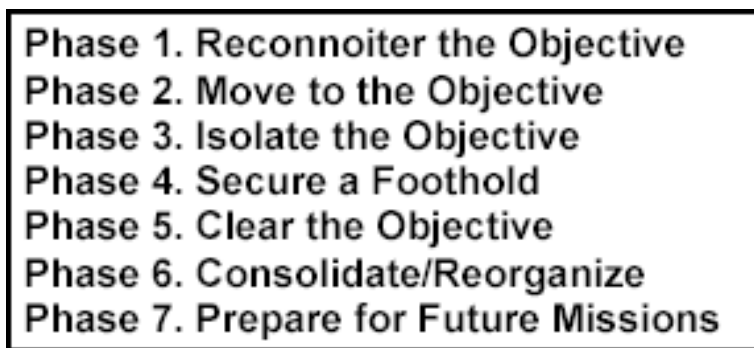 Phase 1. Reconnoiter the Objective
Phase 2. Move to the Objective
Phase 3. Isolate the Objective
Phase 4. Secure a Foothold
Phase 5. Clear the Objective
Phase 6. Consolidate/Reorganize
Phase 7. Prepare for Future Missions